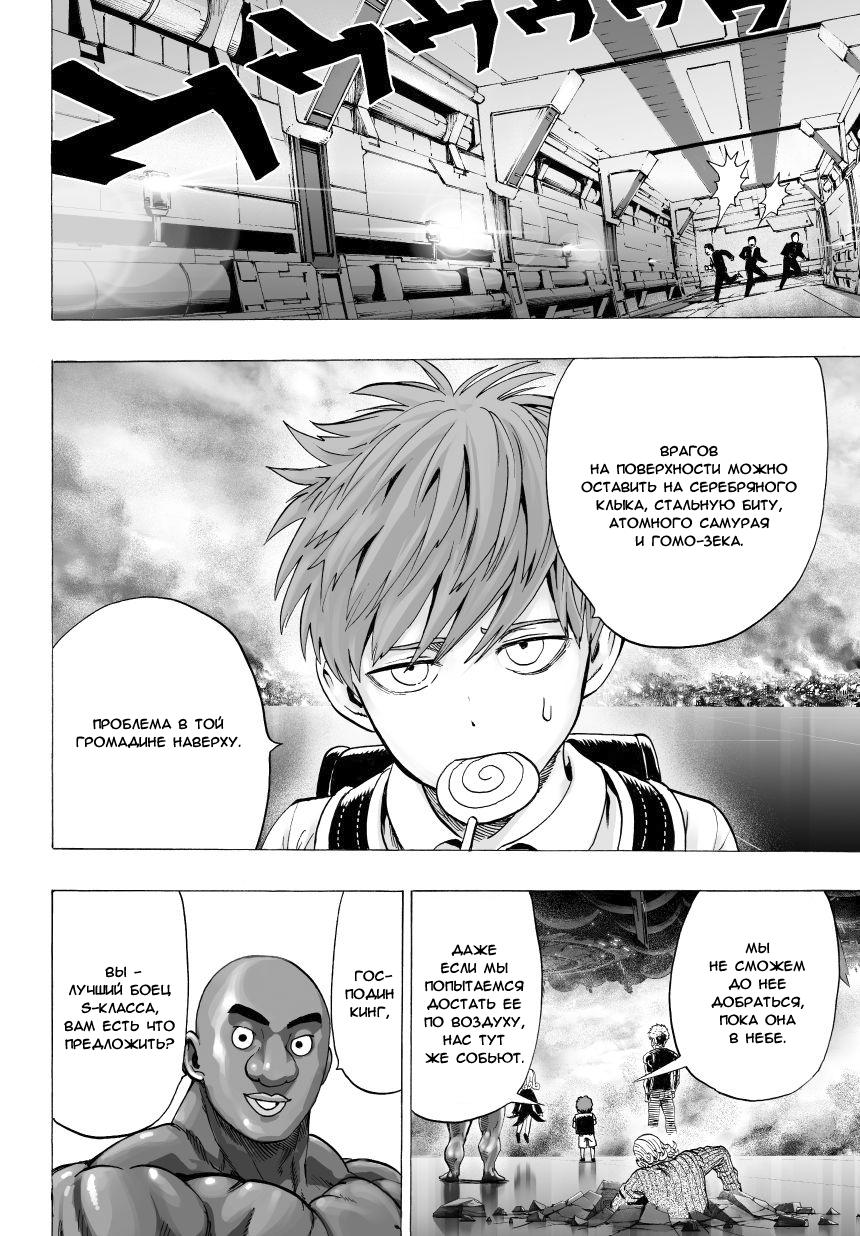 ВРАГОВ
НА ПОВЕРХНОСТИ МОЖНО
ОСТАВИТЬ НА СЕРЕБРЯНОГО
КЛЫКА, СТАЛЬНУЮ БИТУ,
АТОМНОГО САМУРАЯ
И ГОМО-ЗЕКА.
ПРОБЛЕМА В ТОЙ
ГРОМАДИНЕ НАВЕРХУ.
МЫ
НЕ СМОЖЕМ
ДО НЕЕ
ДОБРАТЬСЯ,
ПОКА ОНА
В НЕБЕ.
ДАЖЕ
ЕСЛИ МЫ
ПОПЫТАЕМСЯ
ДОСТАТЬ ЕЕ
ПО ВОЗДУХУ,
НАС ТУТ
ЖЕ СОБЬЮТ.
ГОС-
ПОДИН
КИНГ,
ВЫ -
ЛУЧШИЙ БОЕЦ
S-КЛАССА,
ВАМ ЕСТЬ ЧТО
ПРЕДЛОЖИТЬ?